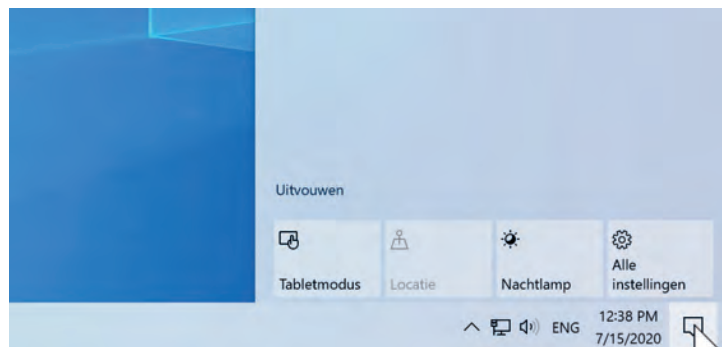 Uitvouwen
Tabletmodus
Locatie
Nachtlamp
Alle
instellingen
ENG
12:38 PM
7/15/2020